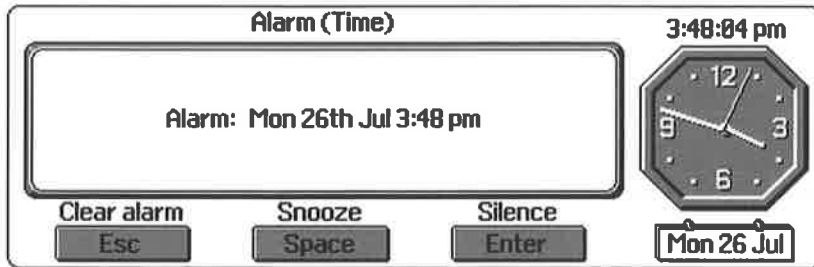 Alarm (Time)
3:48:04 pm
Alarm: Mon 26th Jul 3:48 pm
12
9
3
6
Clear alarm
Snooze
Silence
Esc
Space
Enter
Mon 26 Jul